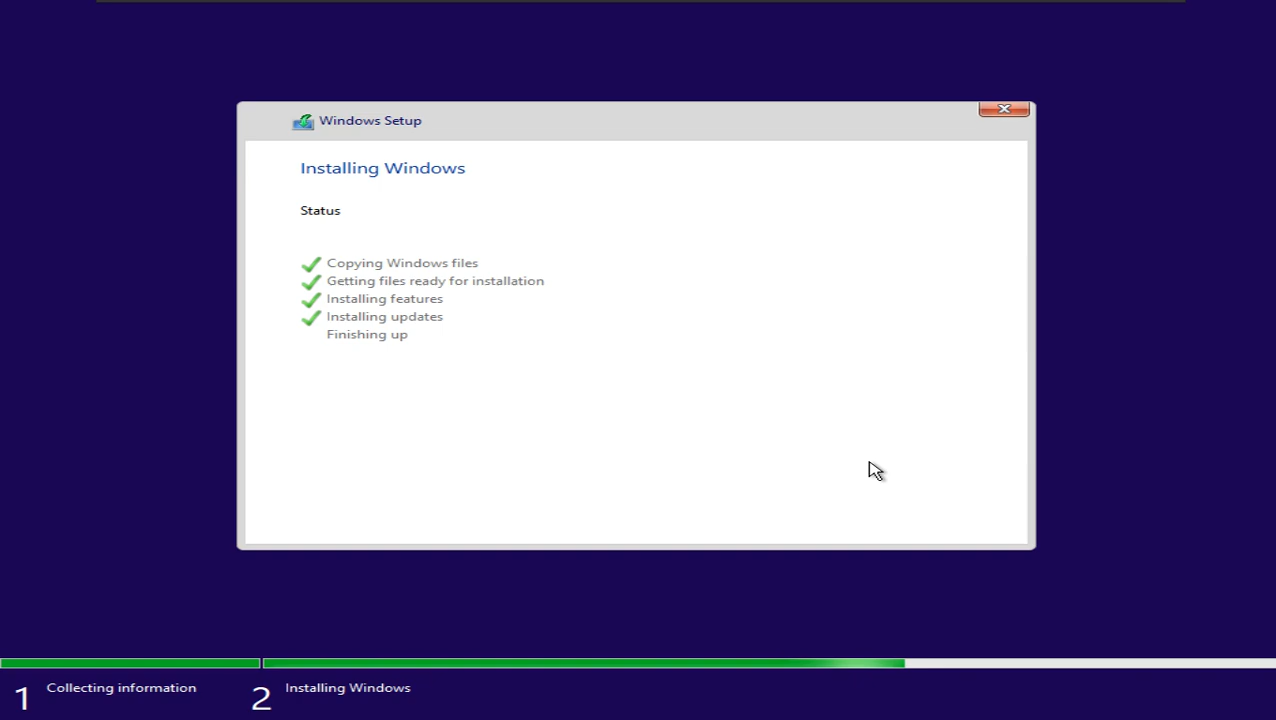 Windows Setup
Installing Windows
Status
Copying Windows files
Getting files ready for installation
Installing features
Installing updates
Finishing up
1 Collecting information
2 Installing Windows